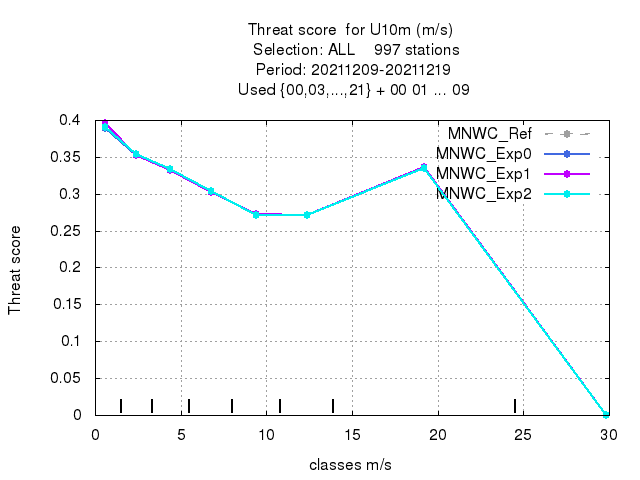 Threat score  for U10m (m/s)
Selection: ALL    997 stations
Period: 20211209-20211219
Used {00,03,...,21} + 00 01 ... 09
MNWC_Ref
MNWC_Exp0
MNWC_Exp1
MNWC_Exp2
Threat score
0.4
0.35
0.3
0.25
0.2
0.15
0.1
0.05
0
0 5 10 15 20 25 30
classes m/s